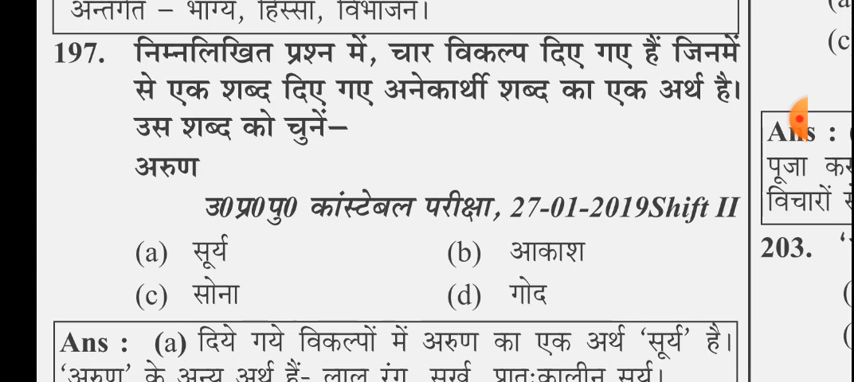 अन्तर्गत – भाग्य, हिस्सा, विभाजन।
197. निम्नलिखित प्रश्न में, चार विकल्प दिए गए हैं जिनमें
से एक शब्द दिए गए अनेकार्थी शब्द का एक अर्थ है।
उस शब्द को चुनें–
अरुण
उ0प्र0पु0 कांस्टेबल परीक्षा, 27-01-2019Shift II
(a) सूर्य (b) आकाश
(c) सोना (d) गोद
Ans : (a) दिये गये विकल्पों में अरुण का एक अर्थ ‘सूर्य’ है।
‘अरुण’ के अन्य अर्थ हैं- लाल रंग, सुर्ख, प्रातःकालीन सूर्य।
(c
Ans :
पूजा
विचारों
203.